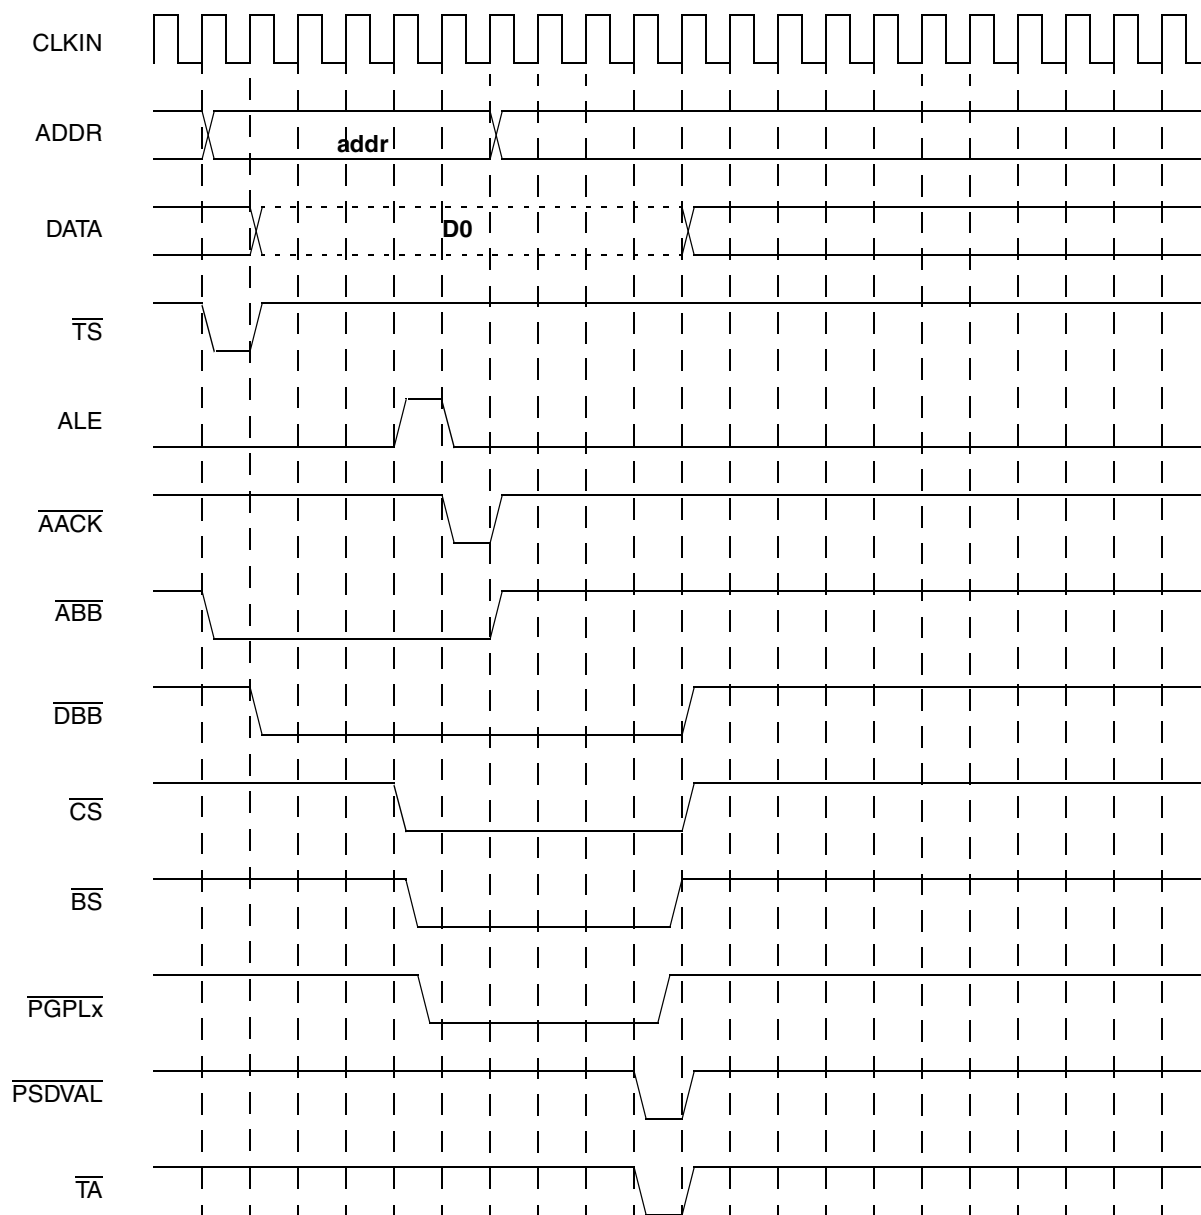 CLKIN
ADDR
addr
DATA
D0
TS
ALE
AACK
ABB
DBB
CS
BS
PGPLx
PSDVAL
TA